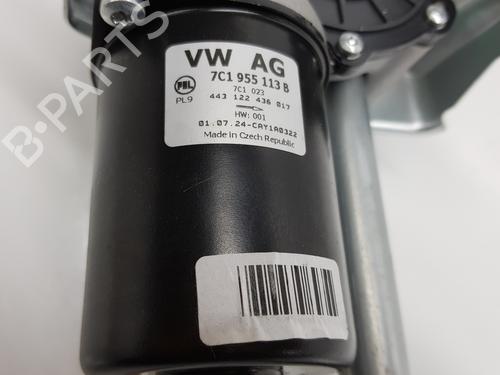 VW AG
7C1 955 113 B
7C1 023
PAL
PL9
443 122 436 017
HW: 001
01.07.24-CAY1A0322
Made in Czech Republic